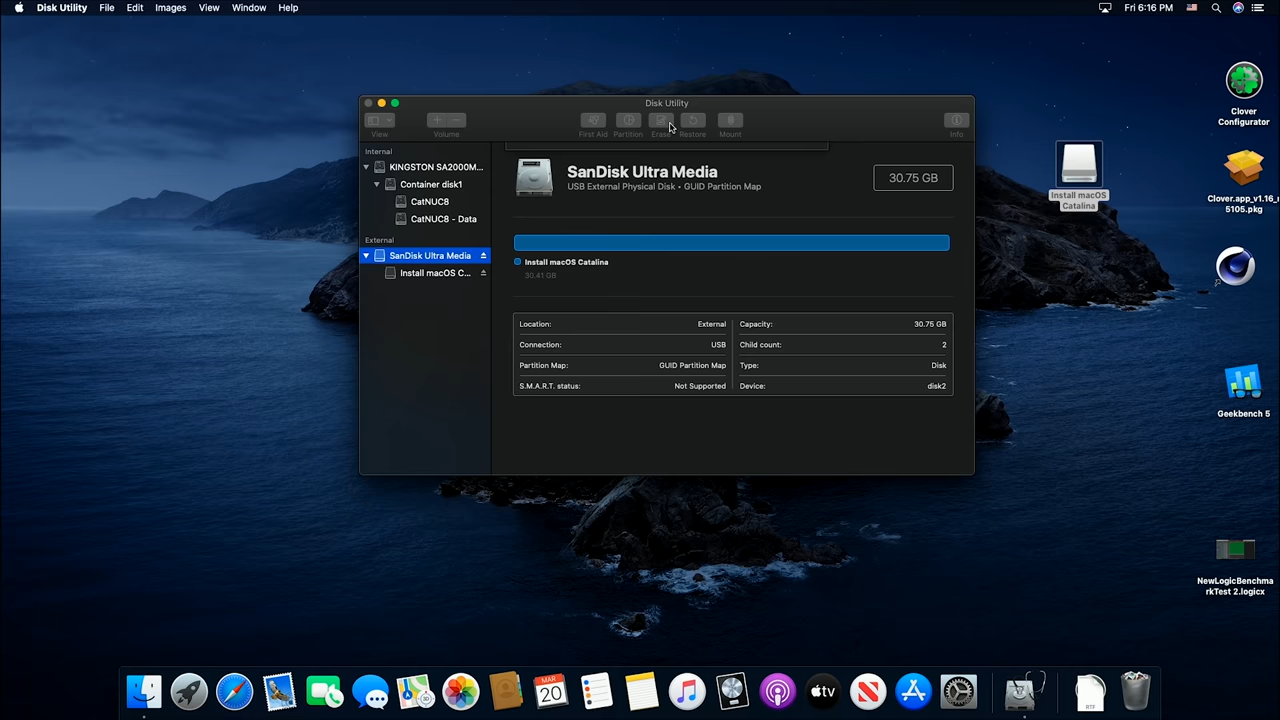 Disk Utility File Edit Images View Window Help
Fri 6:16 PM
Disk Utility
View
Volume
First Aid Partition Erase Restore Mount
Info
Internal
KINGSTON SA2000M...
Container disk1
CatNUC8
CatNUC8 - Data
External
SanDisk Ultra Media
Install macOS C...
SanDisk Ultra Media
USB External Physical Disk • GUID Partition Map
30.75 GB
Install macOS Catalina
30.41 GB
Location: External
Connection: USB
Partition Map: GUID Partition Map
S.M.A.R.T. status: Not Supported
Capacity: 30.75 GB
Child count: 2
Type: Disk
Device: disk2
Clover
Configurator
Install macOS
Catalina
Clover.app_v1.16_
5105.pkg
Geekbench 5
NewLogicBenchma
rkTest 2.logicx
MAR
20
tv
RTF